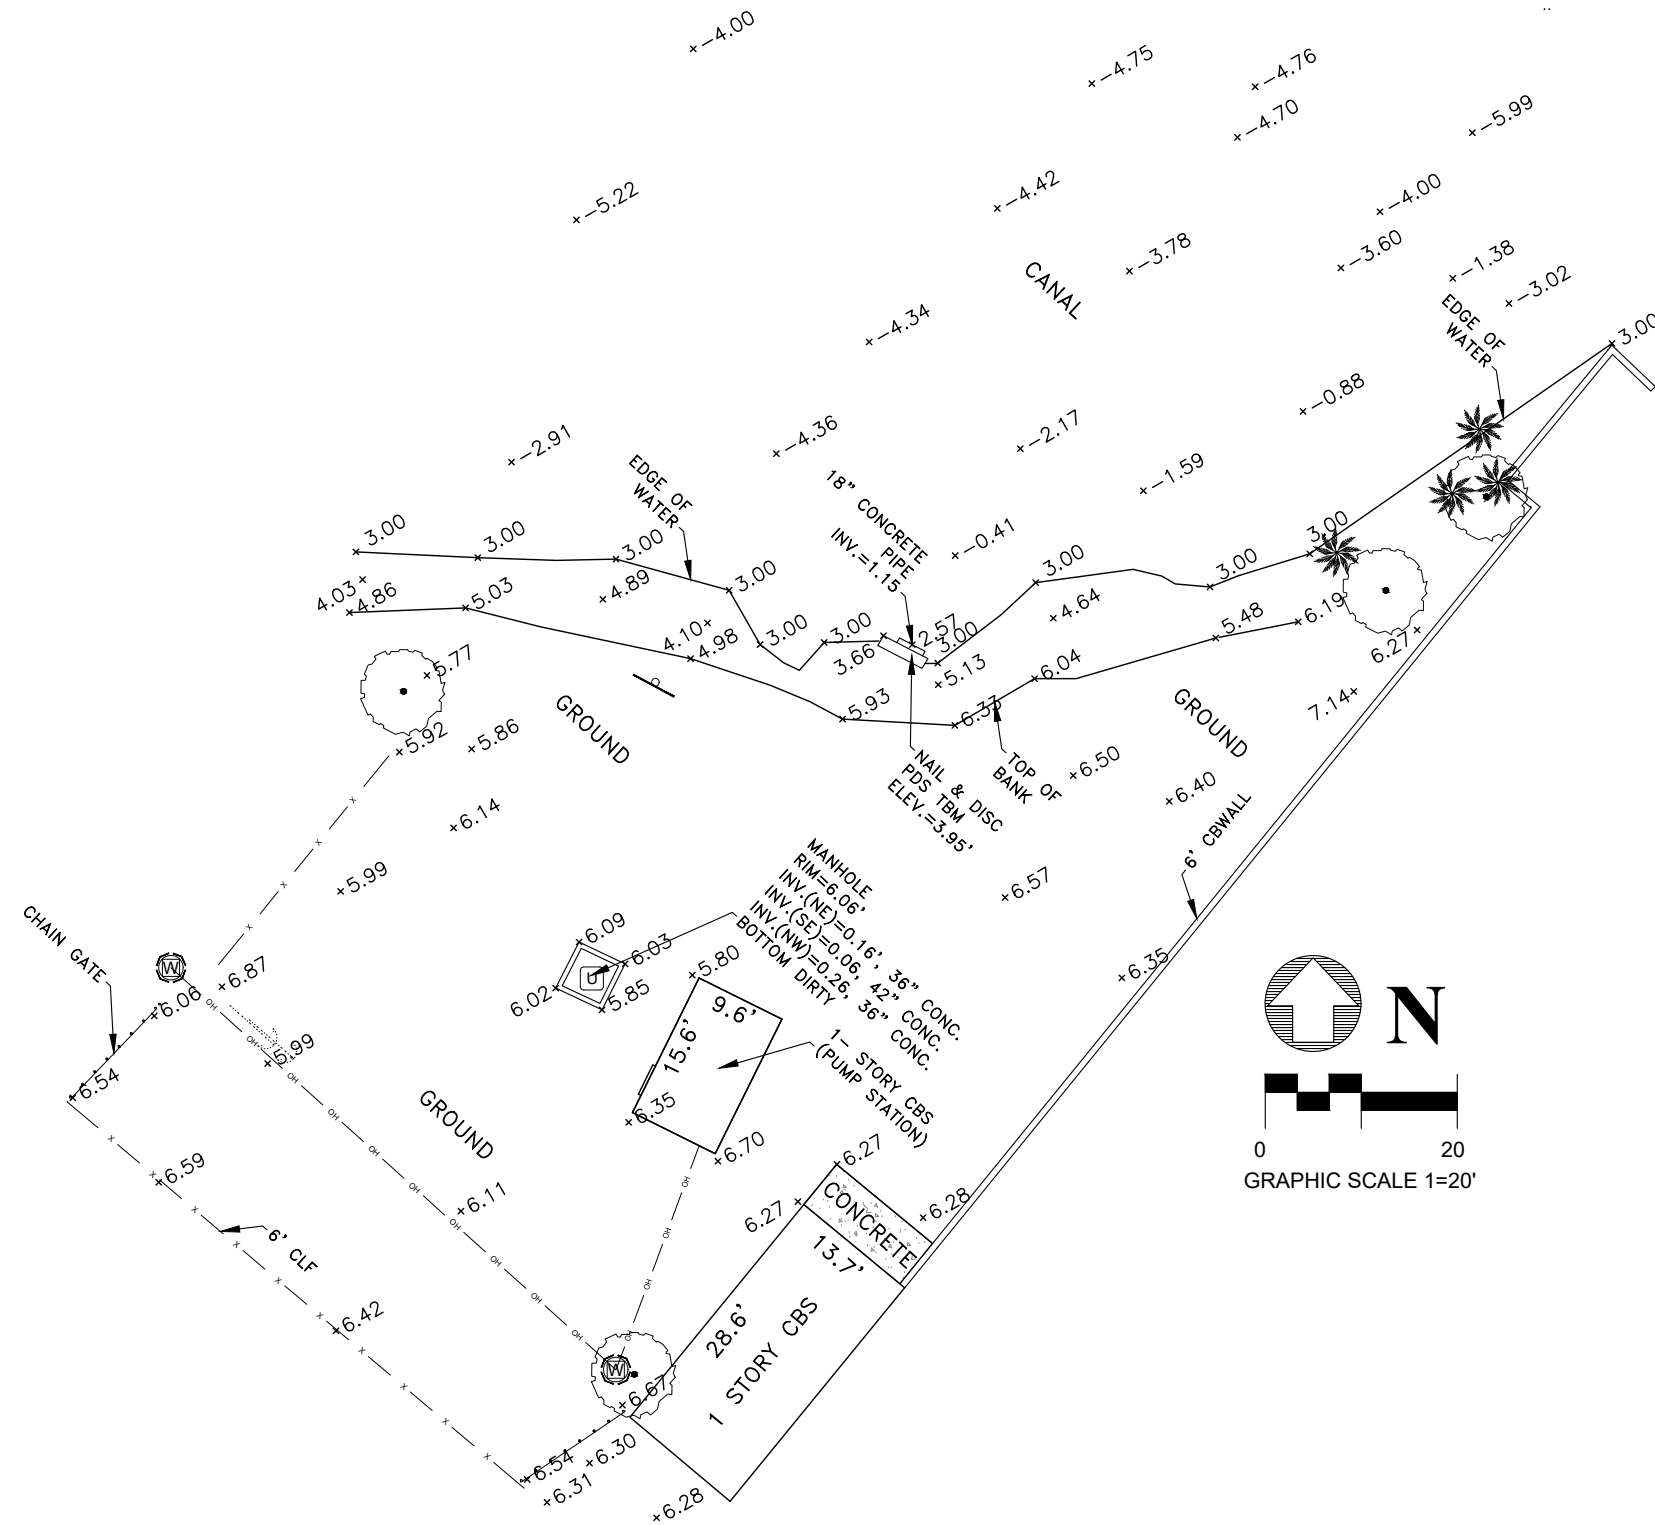 +-4.00
+-4.75
+-4.76
+-4.70
+-5.99
+-5.22
+-4.42
+-4.00
+-3.78
+-3.60
+-1.38
+-3.02
CANAL
EDGE OF
WATER
3.00
+-4.34
+-0.88
+-2.91
+-4.36
+-2.17
+-1.59
+-0.41
EDGE OF
WATER
18" CONCRETE
PIPE
INV.=1.15
3.00
3.00
3.00
3.00
3.00
3.00
2.57
3.00
3.00
3.00
3.00
4.03+
4.86
5.03
+4.89
4.10+
4.98
3.66
+5.13
+4.64
5.48
+6.19
6.27+
7.14+
+5.77
+5.92
+5.86
5.93
6.33
6.04
GROUND
GROUND
NAIL & DISC
PDS TBM
ELEV.=3.95'
TOP OF
BANK
+6.50
+6.40
+6.14
+5.99
+6.57
6' CBWALL
+6.35
MANHOLE
RIM=6.06'
INV.(NE)=0.16', 36" CONC.
INV.(SE)=0.06, 42" CONC.
INV.(NW)=0.26, 36" CONC.
BOTTOM DIRTY
CHAIN GATE
W
+6.87
+6.06
+5.99
+6.54
+6.09
+6.03
6.02+
+5.85
U
+5.80
9.6'
15.6'
1- STORY CBS
(PUMP STATION)
+6.35
+6.70
GROUND
+6.59
+6.11
6' CLF
+6.42
+6.27
6.27+
+6.28
CONCRETE
13.7'
28.6'
1 STORY CBS
W
+6.67
+6.54
+6.30
+6.31
+6.28
N
0 20
GRAPHIC SCALE 1=20'